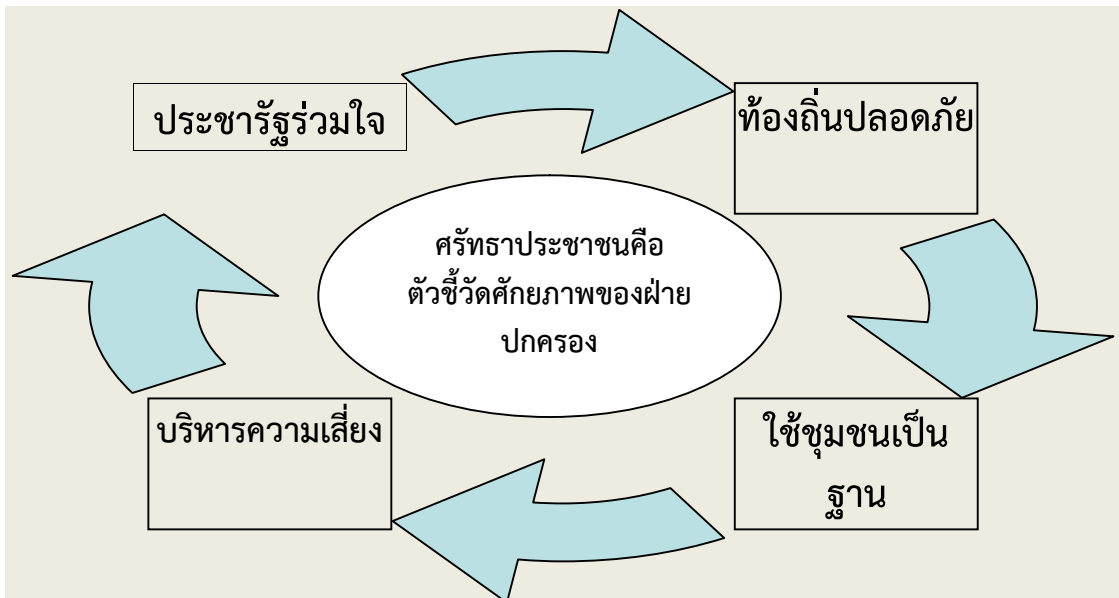 ประชารัฐร่วมใจ
ท้องถิ่นปลอดภัย
ศรัทธาประชาชนคือ
ตัวชี้วัดศักยภาพของฝ่าย
ปกครอง
บริหารความเสี่ยง
ใช้ชุมชนเป็น
ฐาน